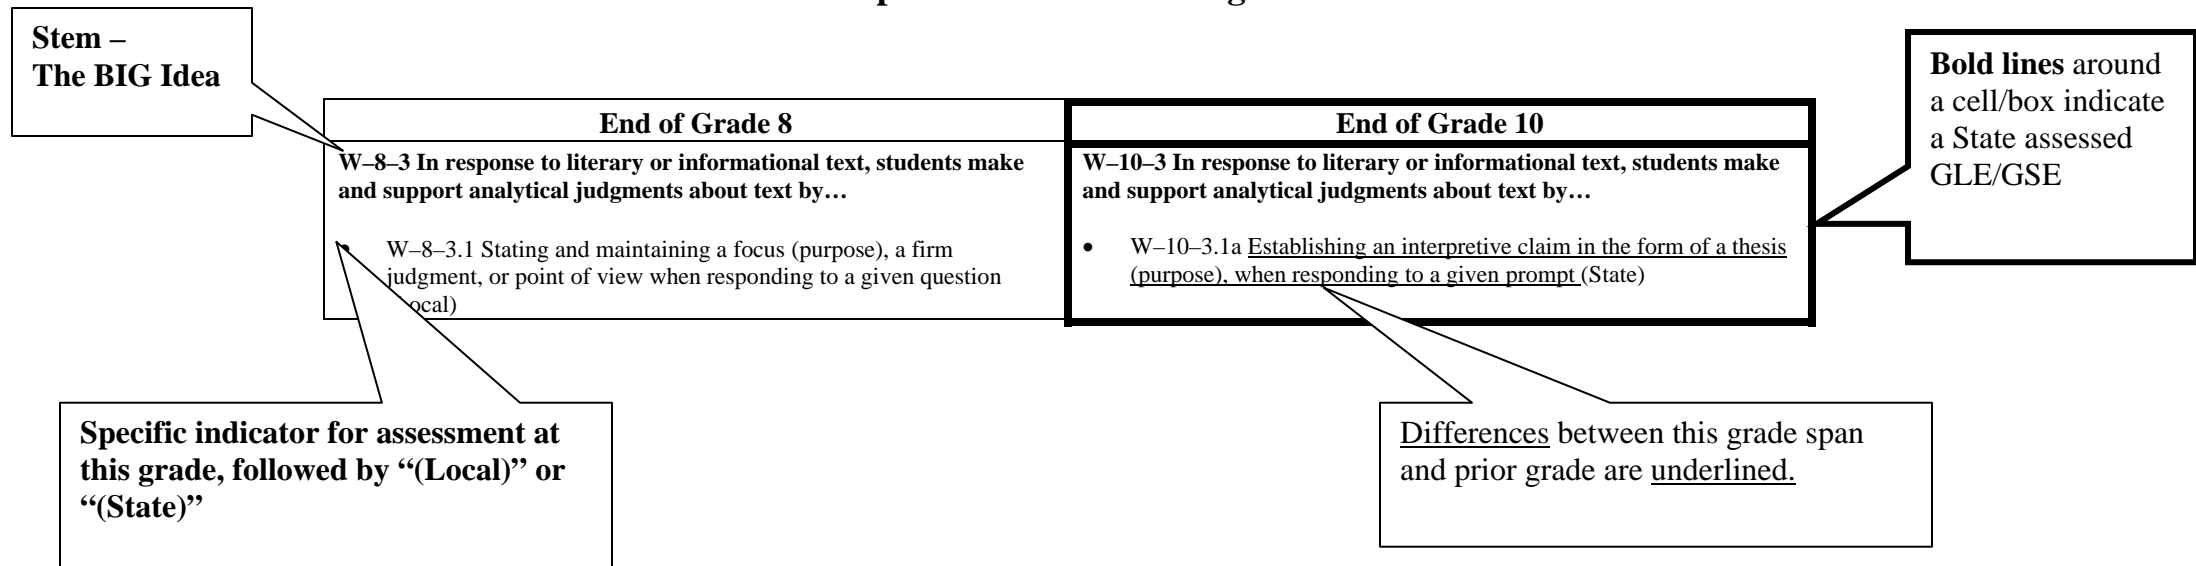 Stem –
The BIG Idea
Bold lines around
a cell/box indicate
a State assessed
GLE/GSE
End of Grade 8
End of Grade 10
W–8–3 In response to literary or informational text, students make
and support analytical judgments about text by…
• W–8–3.1 Stating and maintaining a focus (purpose), a firm
judgment, or point of view when responding to a given question
ocal)
W–10–3 In response to literary or informational text, students make
and support analytical judgments about text by…
• W–10–3.1a Establishing an interpretive claim in the form of a thesis
(purpose), when responding to a given prompt (State)
Specific indicator for assessment at
this grade, followed by “(Local)” or
“(State)”
Differences between this grade span
and prior grade are underlined.